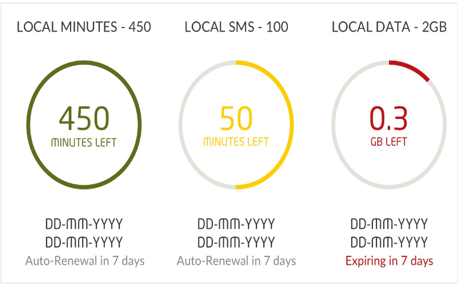 LOCAL MINUTES - 450
450
MINUTES LEFT
DD-MM-YYYY
DD-MM-YYYY
Auto-Renewal in 7 days
LOCAL SMS - 100
50
MINUTES LEFT
DD-MM-YYYY
DD-MM-YYYY
Auto-Renewal in 7 days
LOCAL DATA - 2GB
0.3
GB LEFT
DD-MM-YYYY
DD-MM-YYYY
Expiring in 7 days